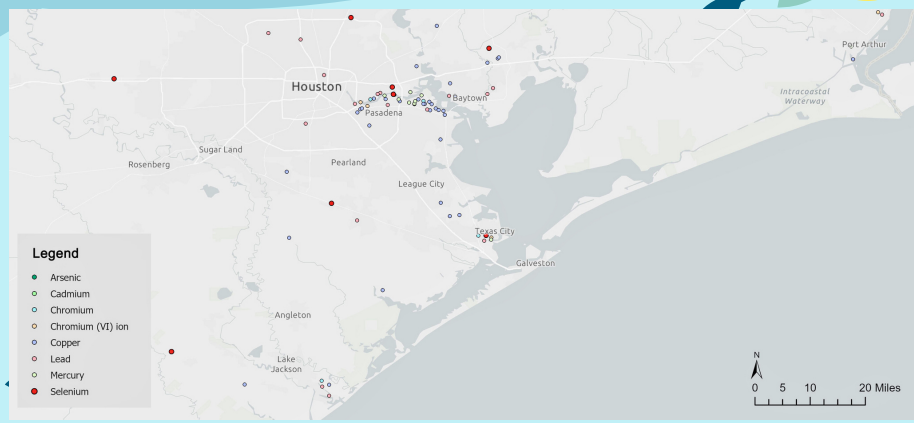 Port Arthur
Houston
Intracoastal
Waterway
Baytown
Pasadena
Sugar Land
Rosenberg
Pearland
League City
Texas City
Galveston
Legend
Arsenic
Cadmium
Chromium
Chromium (VI) ion
Copper
Lead
Mercury
Selenium
Angleton
Lake
Jackson
N
0 5 10 20 Miles